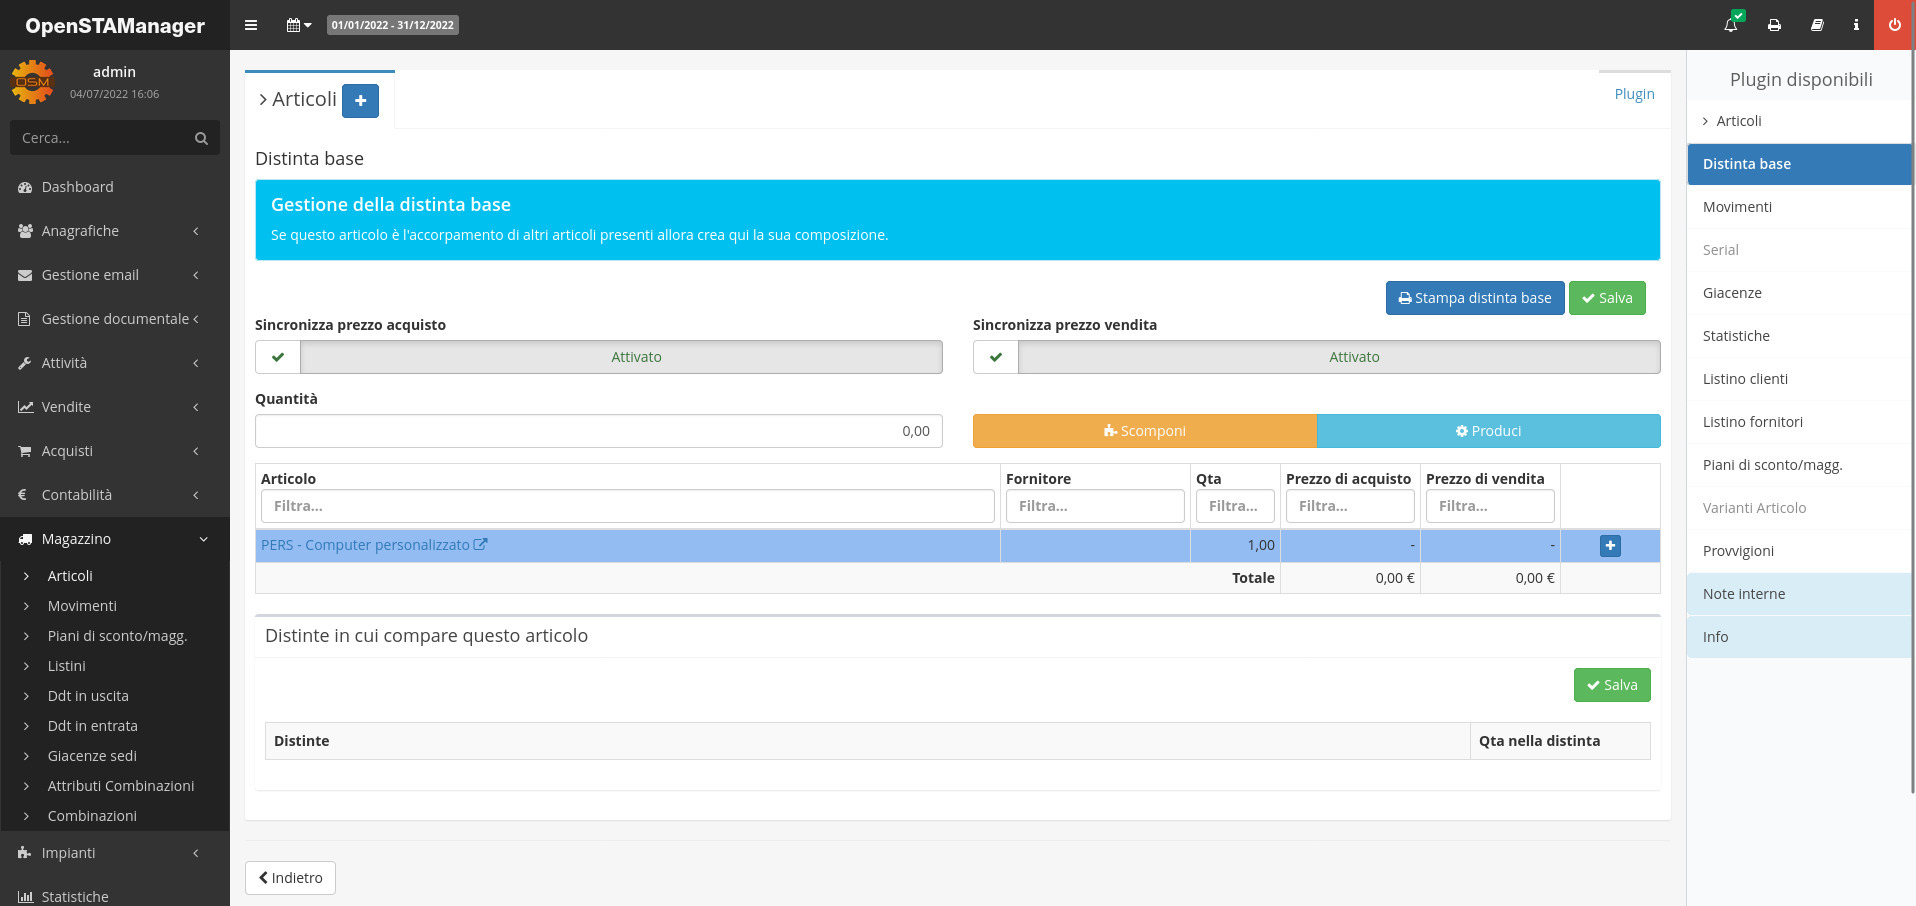 OpenSTAManager
01/01/2022 - 31/12/2022
OSM
admin
04/07/2022 16:06
Cerca...
Dashboard
Anagrafiche
Gestione email
Gestione documentale
Attività
Vendite
Acquisti
Contabilità
Magazzino
Articoli
Movimenti
Piani di sconto/magg.
Listini
Ddt in uscita
Ddt in entrata
Giacenze sedi
Attributi Combinazioni
Combinazioni
Impianti
Statistiche
Articoli
Plugin
Distinta base
Gestione della distinta base
Se questo articolo è l'accorpamento di altri articoli presenti allora crea qui la sua composizione.
Stampa distinta base Salva
Sincronizza prezzo acquisto Sincronizza prezzo vendita
Attivato Attivato
Quantità
0,00 Scomponi Produci
Articolo Fornitore Qta Prezzo di acquisto Prezzo di vendita
Filtra... Filtra... Filtra... Filtra... Filtra...
PERS - Computer personalizzato 1,00 - -
Totale 0,00 € 0,00 €
Distinte in cui compare questo articolo
Salva
Distinte Qta nella distinta
Indietro
Plugin disponibili
Articoli
Distinta base
Movimenti
Serial
Giacenze
Statistiche
Listino clienti
Listino fornitori
Piani di sconto/magg.
Varianti Articolo
Provvigioni
Note interne
Info